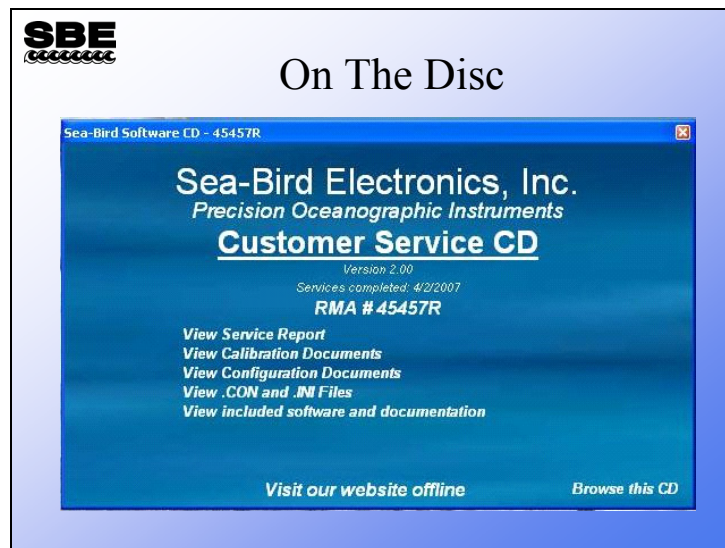 SBE
On The Disc
Sea-Bird Software CD - 45457R
Sea-Bird Electronics, Inc.
Precision Oceanographic Instruments
Customer Service CD
Version 2.00
Services completed: 4/2/2007
RMA # 45457R
View Service Report
View Calibration Documents
View Configuration Documents
View .CON and .INI Files
View included software and documentation
Visit our website offline
Browse this CD